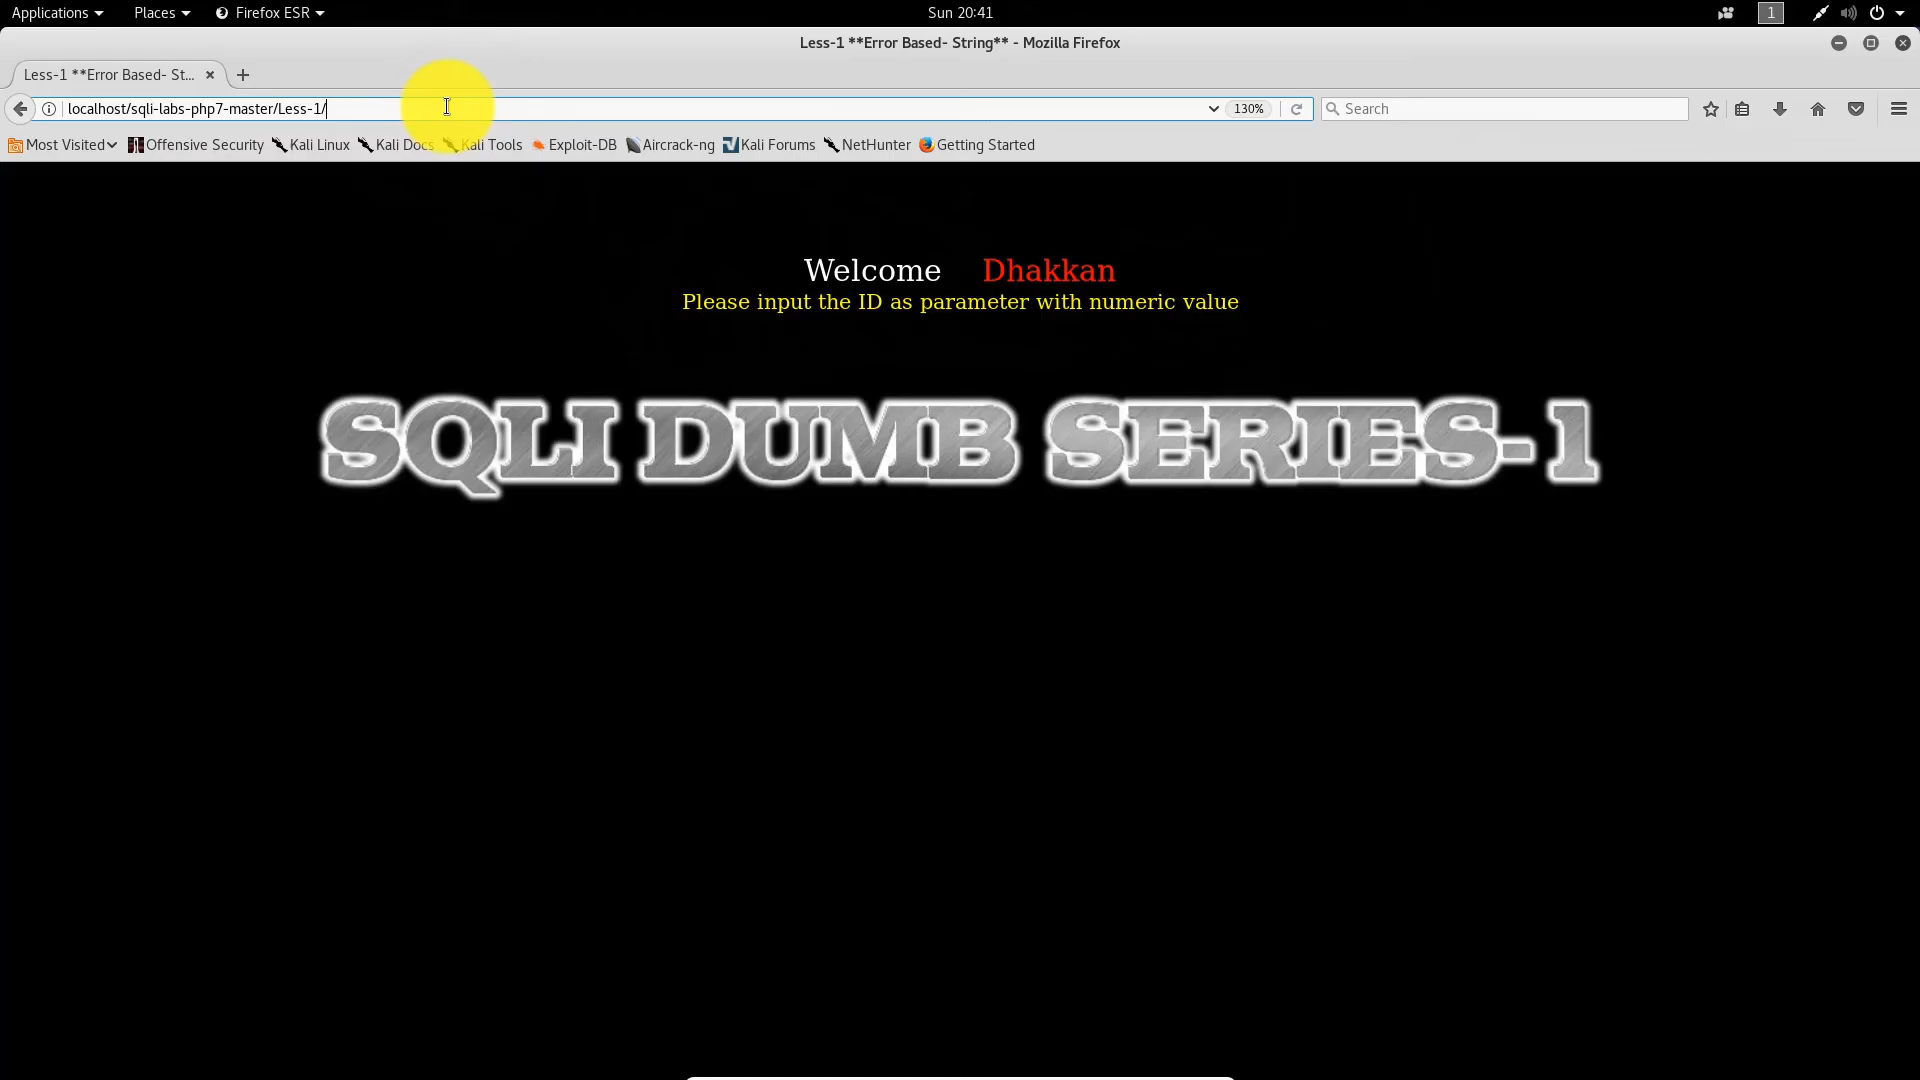 Applications Places Firefox ESR Sun 20:41 1
Less-1 **Error Based- String** - Mozilla Firefox
Less-1 **Error Based- St...
localhost/sqli-labs-php7-master/Less-1/ 130% Search
Most Visited Offensive Security Kali Linux Kali Docs Kali Tools Exploit-DB Aircrack-ng Kali Forums NetHunter Getting Started
Welcome Dhakkan
Please input the ID as parameter with numeric value
SQLI DUMB SERIES-1